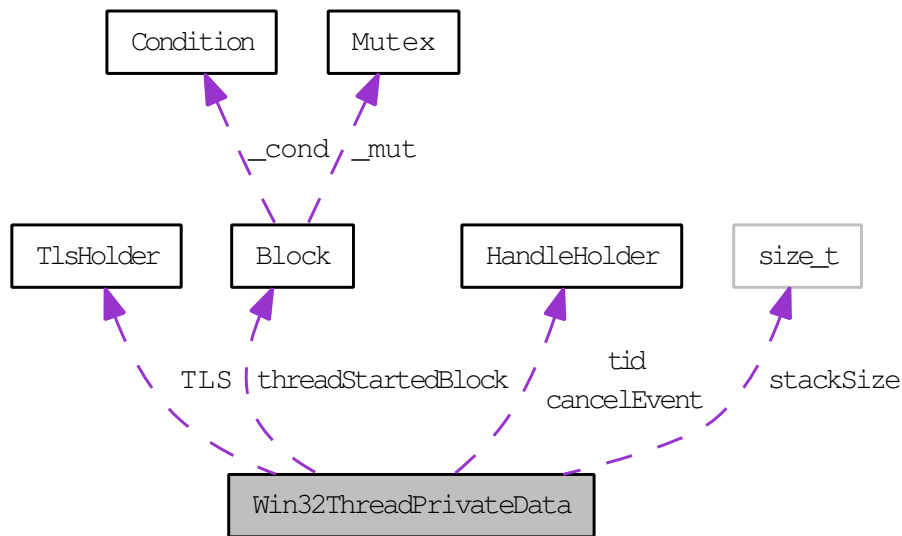 Condition
Mutex
_cond
_mut
TlsHolder
Block
HandleHolder
size_t
TLS
threadStartedBlock
tid
cancelEvent
stackSize
Win32ThreadPrivateData